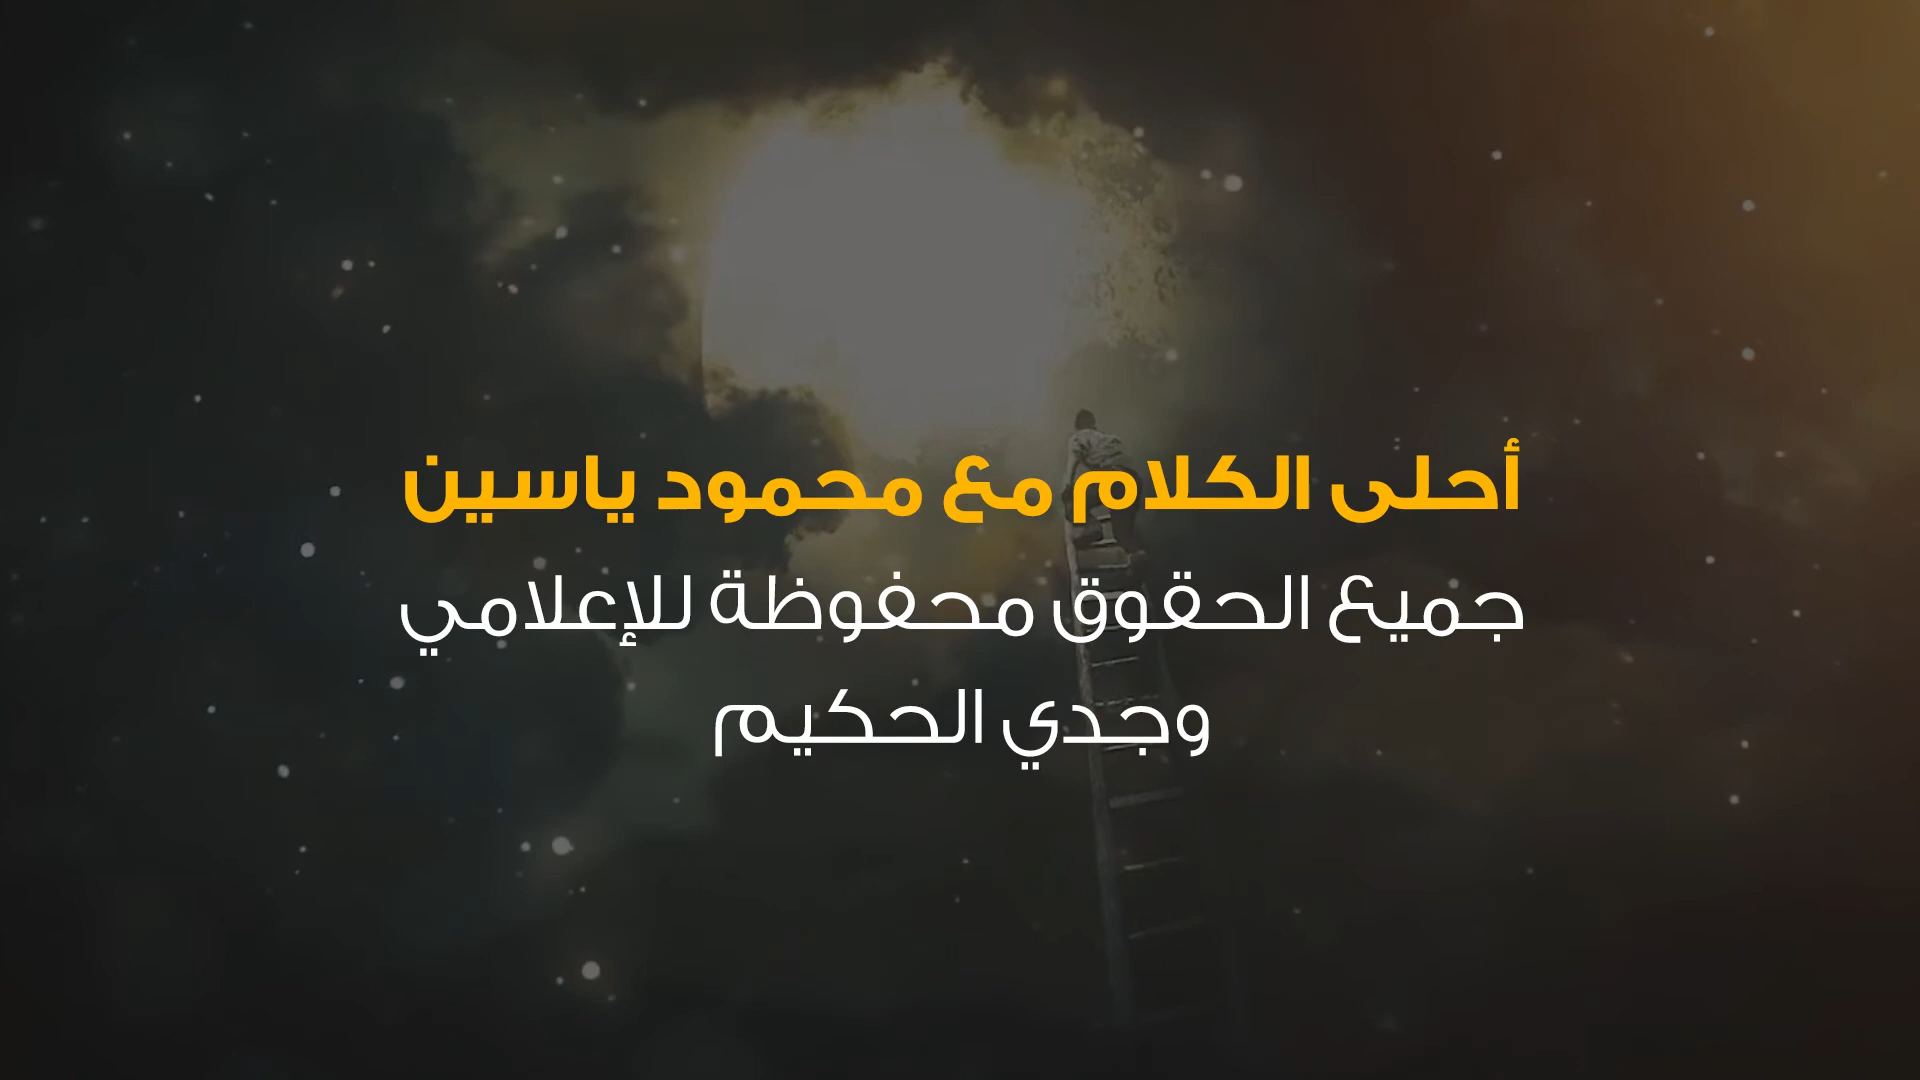 أحلى الكلام مع محمود ياسين
جميع الحقوق محفوظة للإعلامي
وجدي الحكيم